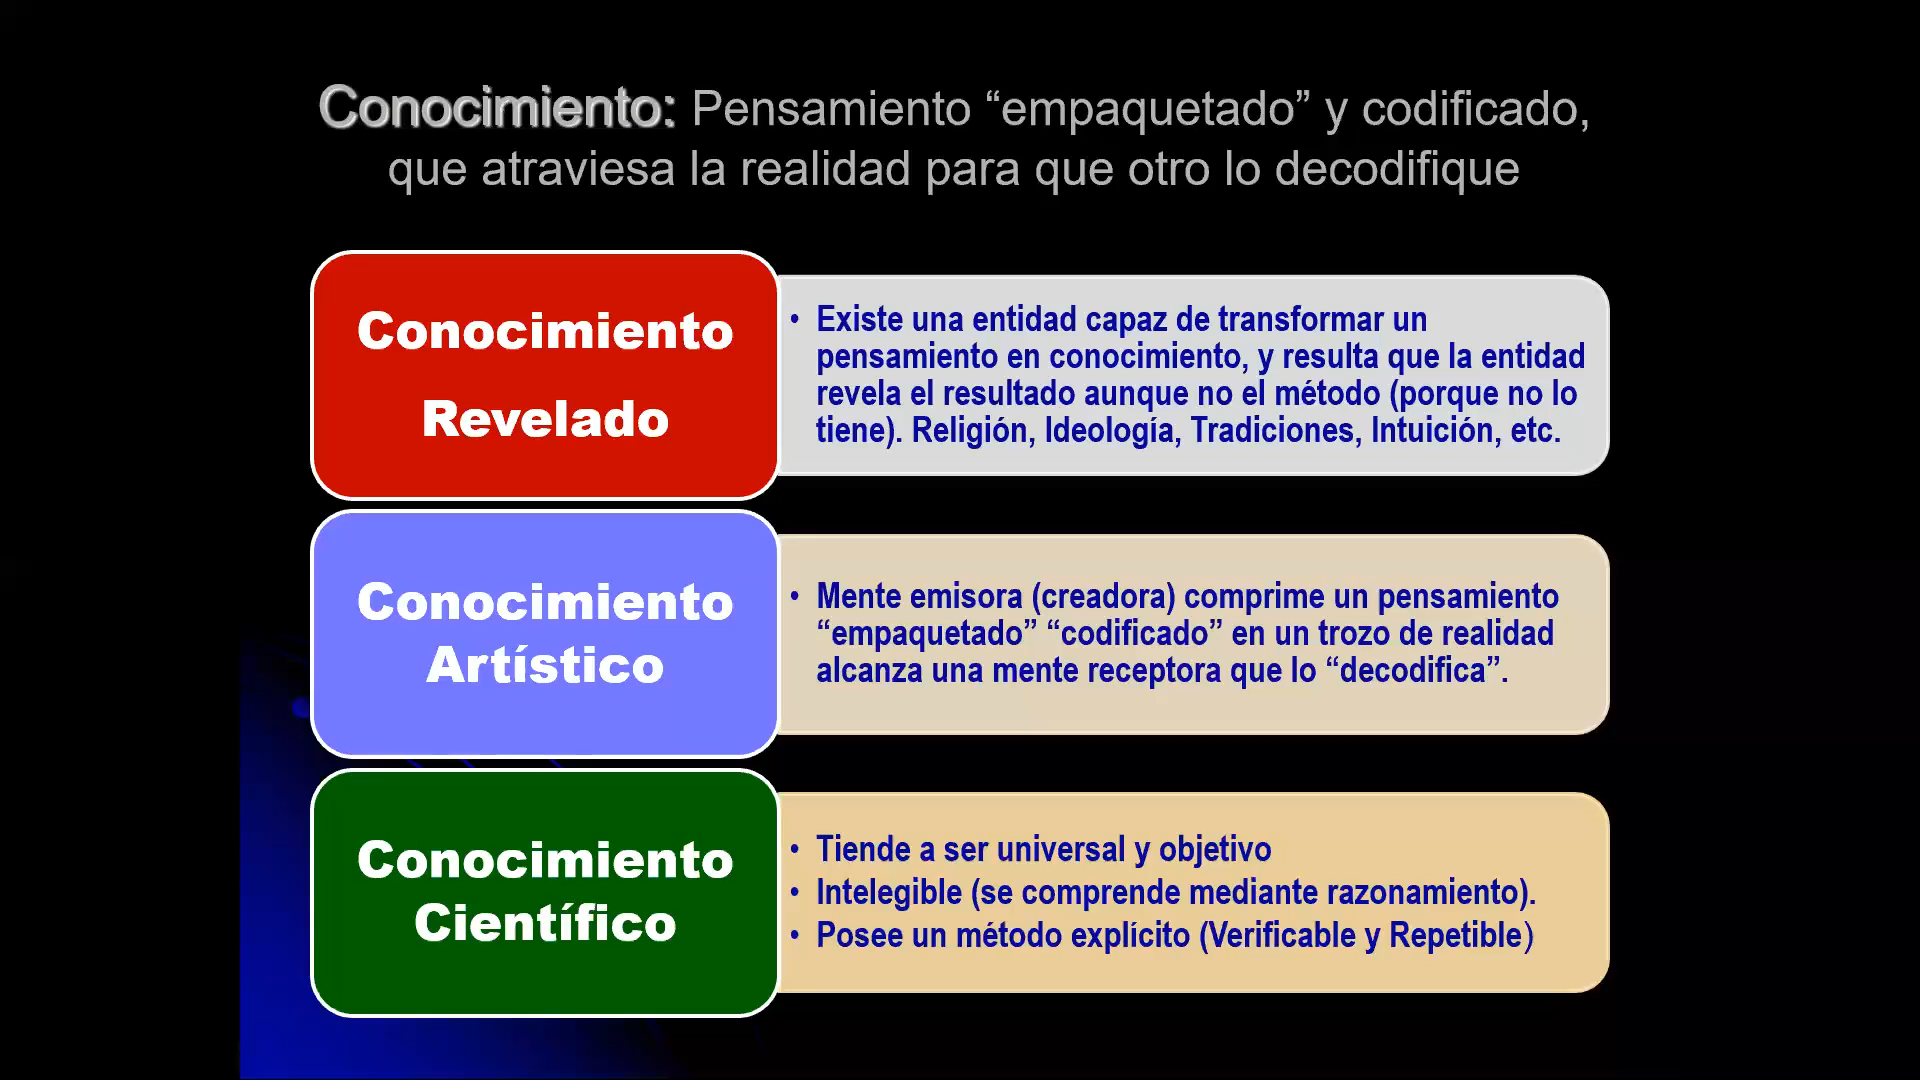 Conocimiento: Pensamiento “empaquetado” y codificado,
que atraviesa la realidad para que otro lo decodifique
Conocimiento
Revelado
• Existe una entidad capaz de transformar un
pensamiento en conocimiento, y resulta que la entidad
revela el resultado aunque no el método (porque no lo
tiene). Religión, Ideología, Tradiciones, Intuición, etc.
Conocimiento
Artístico
• Mente emisora (creadora) comprime un pensamiento
“empaquetado” “codificado” en un trozo de realidad
alcanza una mente receptora que lo “decodifica”.
Conocimiento
Científico
• Tiende a ser universal y objetivo
• Intelegible (se comprende mediante razonamiento).
• Posee un método explícito (Verificable y Repetible)